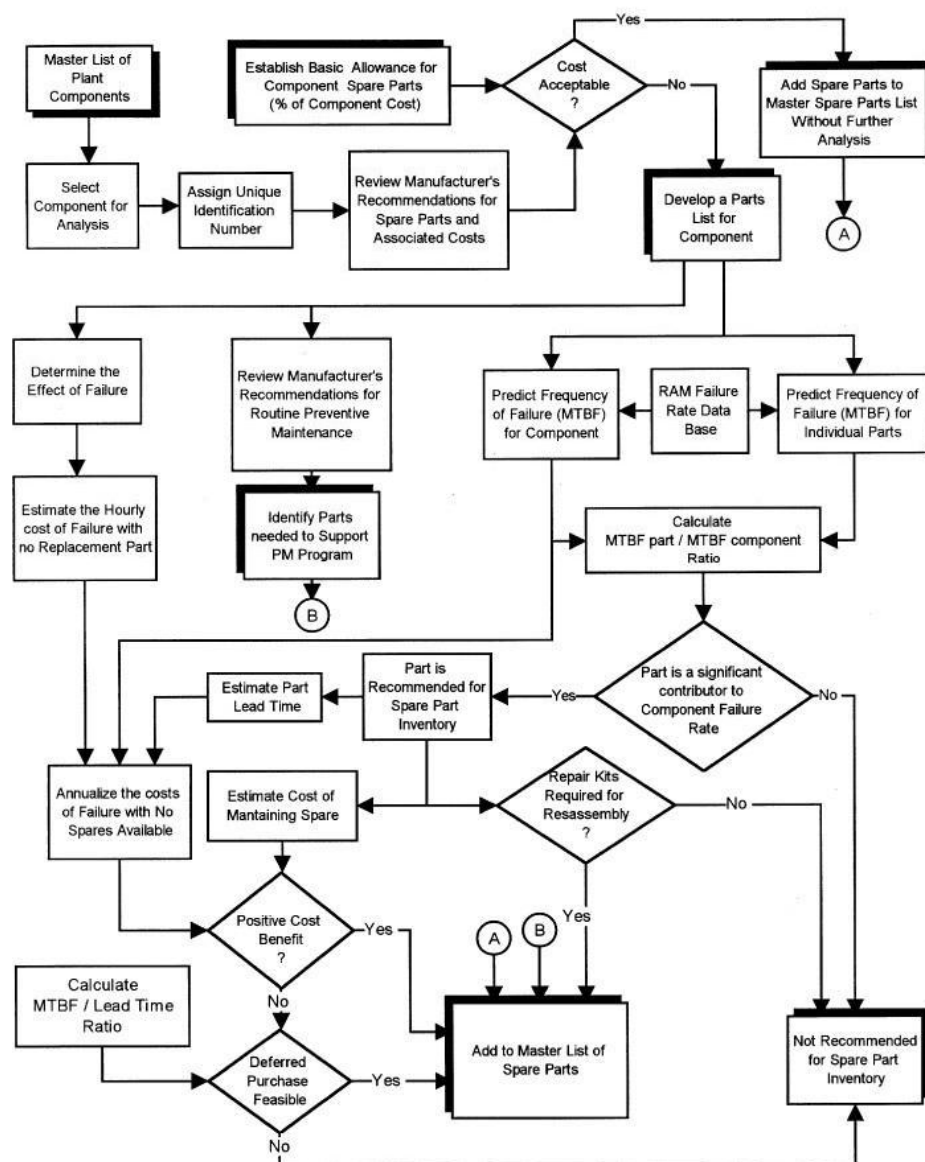 Yes
Master List of
Plant
Components
Establish Basic Allowance for
Component Spare Parts
(% of Component Cost)
Cost
Acceptable
?
No
Add Spare Parts to
Master Spare Parts List
Without Further
Analysis
Select
Component for
Analysis
Assign Unique
Identification
Number
Review Manufacturer's
Recommendations for
Spare Parts and
Associated Costs
Develop a Parts
List for
Component
A
Determine the
Effect of Failure
Review Manufacturer's
Recommendations for
Routine Preventive
Maintenance
Predict Frequency
of Failure (MTBF)
for Component
RAM Failure
Rate Data
Base
Predict Frequency
of Failure (MTBF) for
Individual Parts
Estimate the Hourly
cost of Failure with
no Replacement Part
Identify Parts
needed to Support
PM Program
B
Calculate
MTBF part / MTBF component
Ratio
Estimate Part
Lead Time
Part is
Recommended for
Spare Part
Inventory
Yes
Part is a significant
contributor to
Component Failure
Rate
No
Annualize the costs
of Failure with No
Spares Available
Estimate Cost of
Mantaining Spare
Repair Kits
Required for
Resassembly
?
No
Yes
Positive Cost
Benefit
?
Yes
No
A
B
Calculate
MTBF / Lead Time
Ratio
Deferred
Purchase
Feasible
Yes
No
Add to Master List of
Spare Parts
Not Recommended
for Spare Part
Inventory